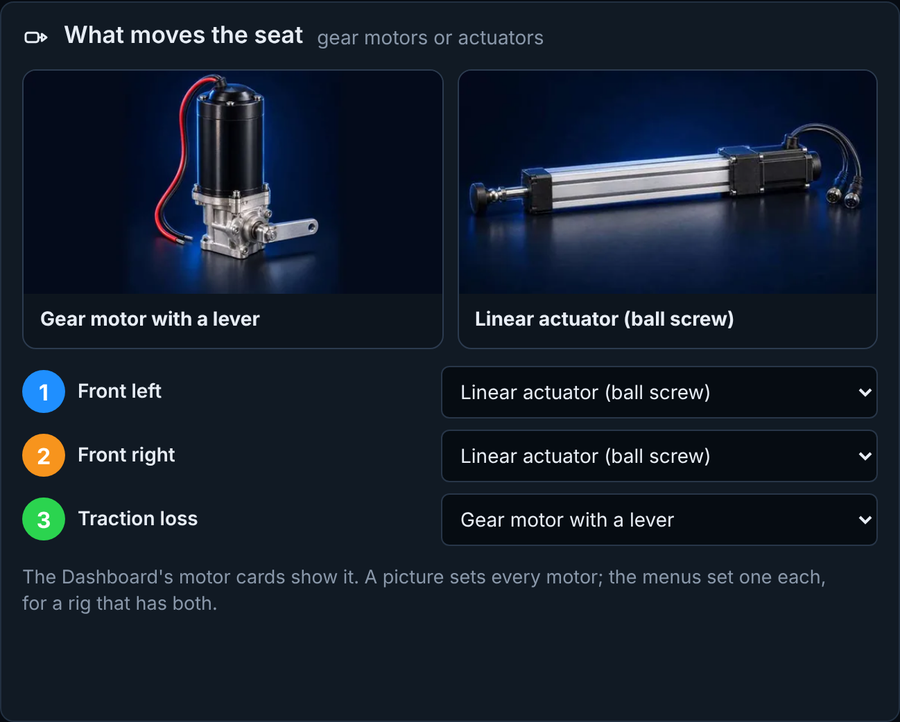 What moves the seat gear motors or actuators
Gear motor with a lever
Linear actuator (ball screw)
1 Front left Linear actuator (ball screw)
2 Front right Linear actuator (ball screw)
3 Traction loss Gear motor with a lever
The Dashboard's motor cards show it. A picture sets every motor; the menus set one each,
for a rig that has both.